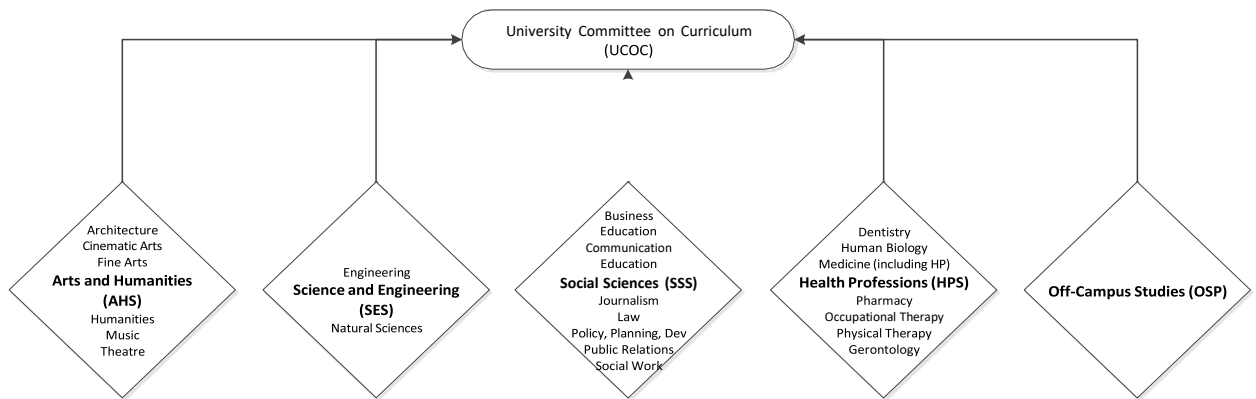 University Committee on Curriculum
(UCOC)
Architecture
Cinematic Arts
Fine Arts
Arts and Humanities
(AHS)
Humanities
Music
Theatre
Engineering
Science and Engineering
(SES)
Natural Sciences
Business
Education
Communication
Education
Social Sciences (SSS)
Journalism
Law
Policy, Planning, Dev
Public Relations
Social Work
Dentistry
Human Biology
Medicine (including HP)
Health Professions (HPS)
Pharmacy
Occupational Therapy
Physical Therapy
Gerontology
Off-Campus Studies (OSP)